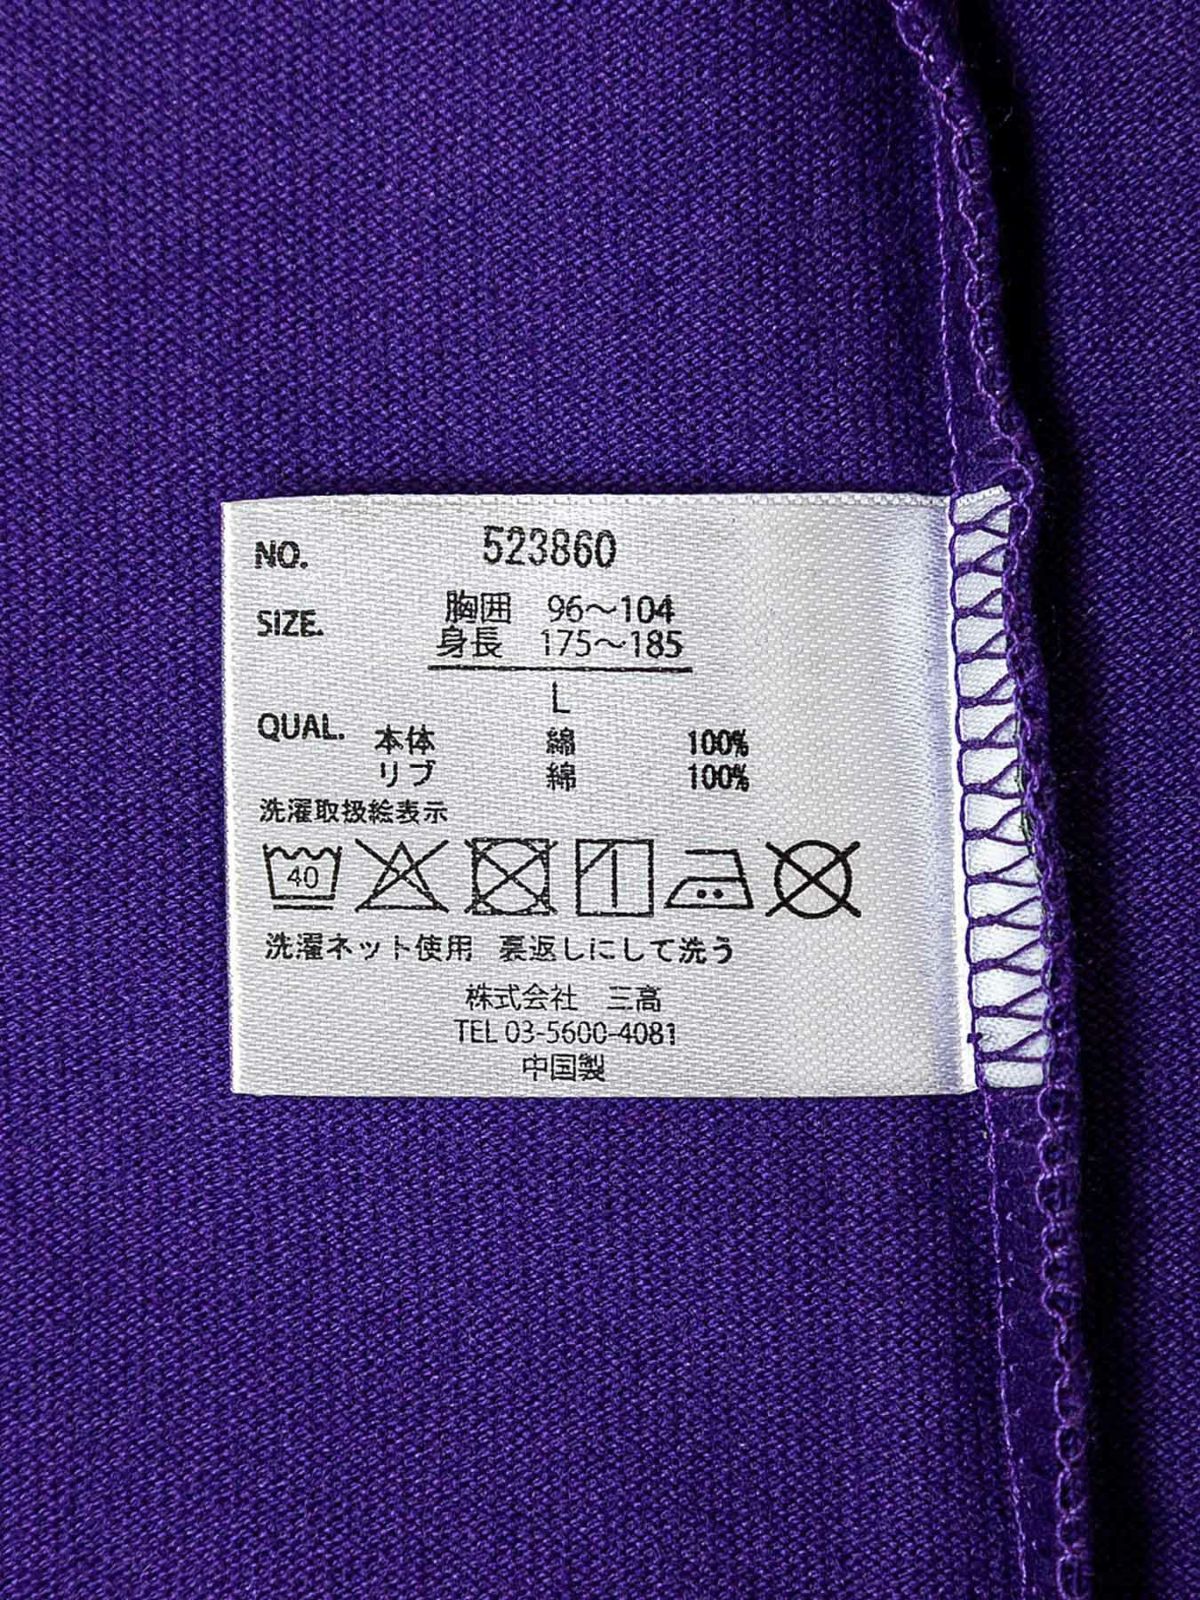 NO. 523860
SIZE. 胸囲 96～104
身長 175～185
L
QUAL. 本体 綿 100%
リブ 綿 100%
洗濯取扱絵表示
40
洗濯ネット使用 裏返しにして洗う
株式会社 三高
TEL 03-5600-4081
中国製